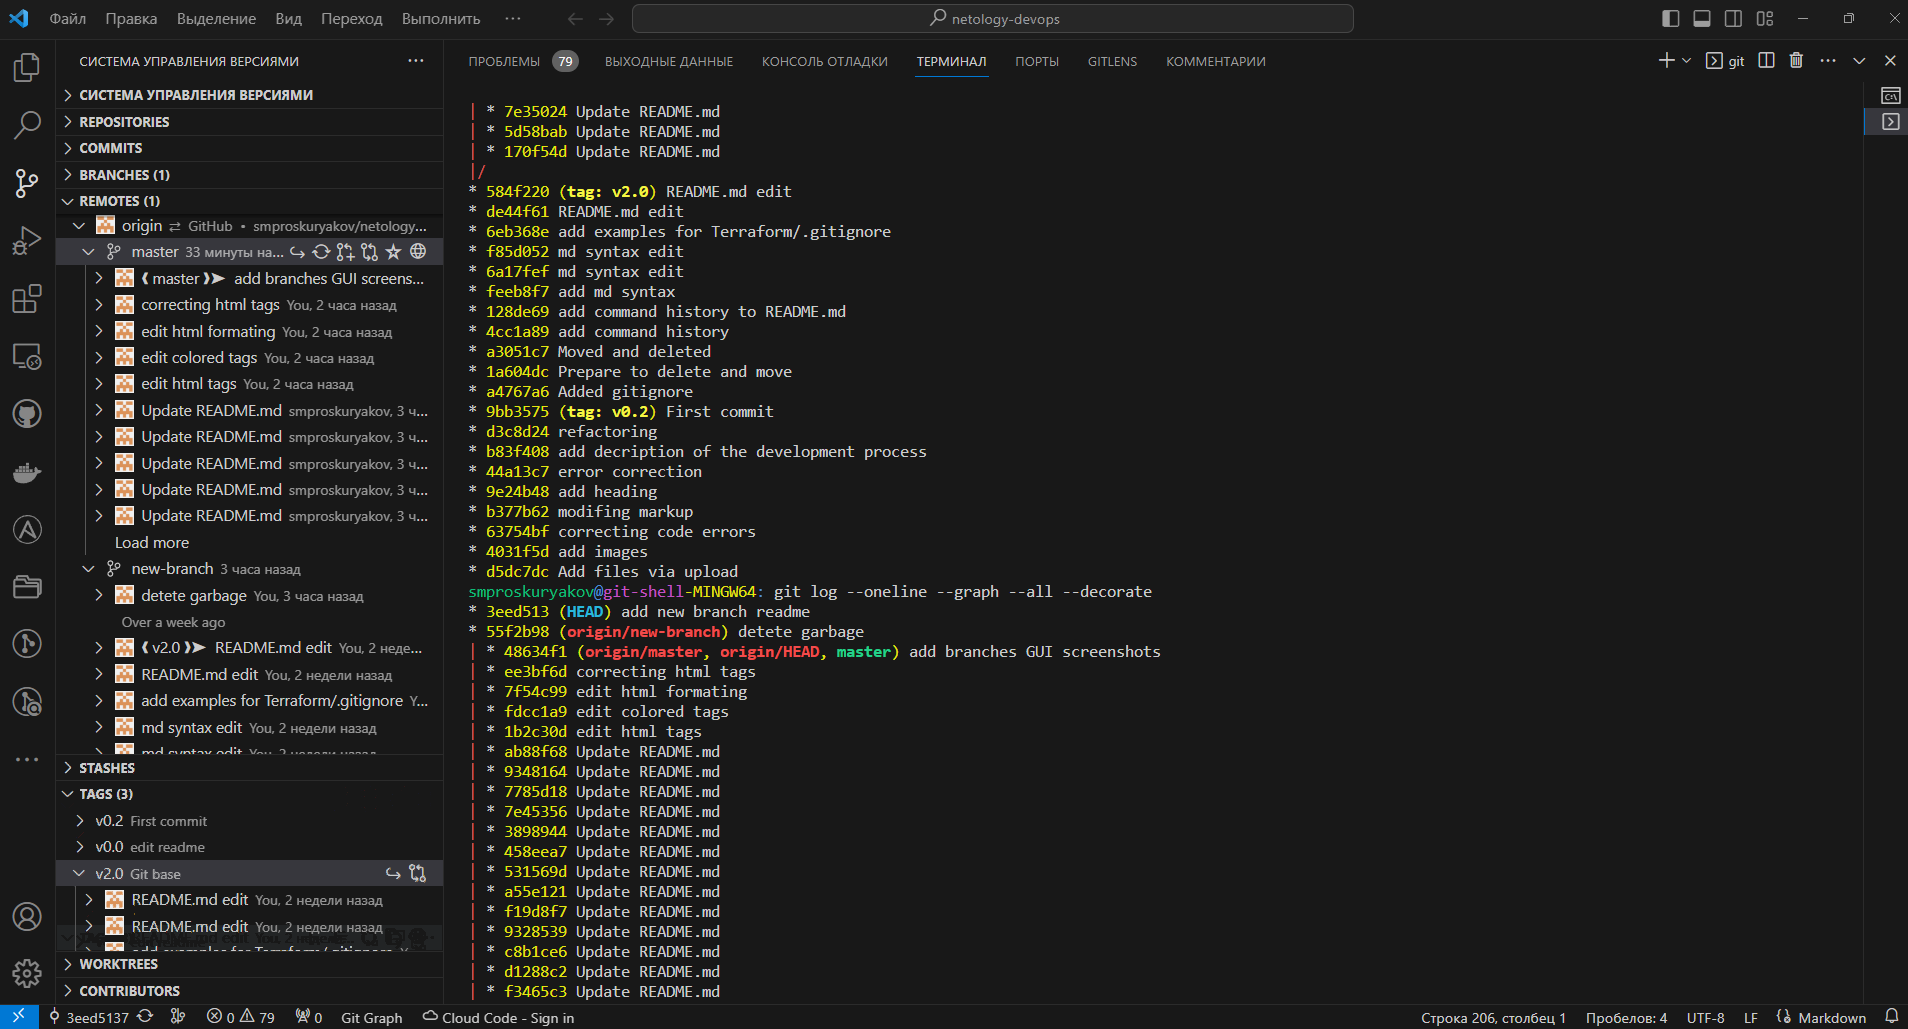 Файл Правка Выделение Вид Переход Выполнить ··· netology-devops
СИСТЕМА УПРАВЛЕНИЯ ВЕРСИЯМИ ···
СИСТЕМА УПРАВЛЕНИЯ ВЕРСИЯМИ
REPOSITORIES
COMMITS
BRANCHES (1)
REMOTES (1)
origin ⇄ GitHub • smproskuryakov/netology...
master 33 минуты на...
❰ master ❱➤ add branches GUI screens...
correcting html tags You, 2 часа назад
edit html formating You, 2 часа назад
edit colored tags You, 2 часа назад
edit html tags You, 2 часа назад
Update README.md smproskuryakov, 3 ч...
Update README.md smproskuryakov, 3 ч...
Update README.md smproskuryakov, 3 ч...
Update README.md smproskuryakov, 3 ч...
Update README.md smproskuryakov, 3 ч...
Load more
new-branch 3 часа назад
detete garbage You, 3 часа назад
Over a week ago
❰ v2.0 ❱➤ README.md edit You, 2 неде...
README.md edit You, 2 недели назад
add examples for Terraform/.gitignore Y...
md syntax edit You, 2 недели назад
md syntax edit You, 2 недели назад
STASHES
TAGS (3)
v0.2 First commit
v0.0 edit readme
v2.0 Git base
README.md edit You, 2 недели назад
README.md edit You, 2 недели назад
add examples for Terraform/.gitignore Y
WORKTREES
CONTRIBUTORS
ПРОБЛЕМЫ 79 ВЫХОДНЫЕ ДАННЫЕ КОНСОЛЬ ОТЛАДКИ ТЕРМИНАЛ ПОРТЫ GITLENS КОММЕНТАРИИ git ···
| * 7e35024 Update README.md
| * 5d58bab Update README.md
| * 170f54d Update README.md
|/
* 584f220 (tag: v2.0) README.md edit
* de44f61 README.md edit
* 6eb368e add examples for Terraform/.gitignore
* f85d052 md syntax edit
* 6a17fef md syntax edit
* feeb8f7 add md syntax
* 128de69 add command history to README.md
* 4cc1a89 add command history
* a3051c7 Moved and deleted
* 1a604dc Prepare to delete and move
* a4767a6 Added gitignore
* 9bb3575 (tag: v0.2) First commit
* d3c8d24 refactoring
* b83f408 add decription of the development process
* 44a13c7 error correction
* 9e24b48 add heading
* b377b62 modifing markup
* 63754bf correcting code errors
* 4031f5d add images
* d5dc7dc Add files via upload
smproskuryakov@git-shell-MINGW64: git log --oneline --graph --all --decorate
* 3eed513 (HEAD) add new branch readme
* 55f2b98 (origin/new-branch) detete garbage
| * 48634f1 (origin/master, origin/HEAD, master) add branches GUI screenshots
| * ee3bf6d correcting html tags
| * 7f54c99 edit html formating
| * fdcc1a9 edit colored tags
| * 1b2c30d edit html tags
| * ab88f68 Update README.md
| * 9348164 Update README.md
| * 7785d18 Update README.md
| * 7e45356 Update README.md
| * 3898944 Update README.md
| * 458eea7 Update README.md
| * 531569d Update README.md
| * a55e121 Update README.md
| * f19d8f7 Update README.md
| * 9328539 Update README.md
| * c8b1ce6 Update README.md
| * d1288c2 Update README.md
| * f3465c3 Update README.md
3eed5137 0 79 0 Git Graph Cloud Code - Sign in Строка 206, столбец 1 Пробелов: 4 UTF-8 LF Markdown